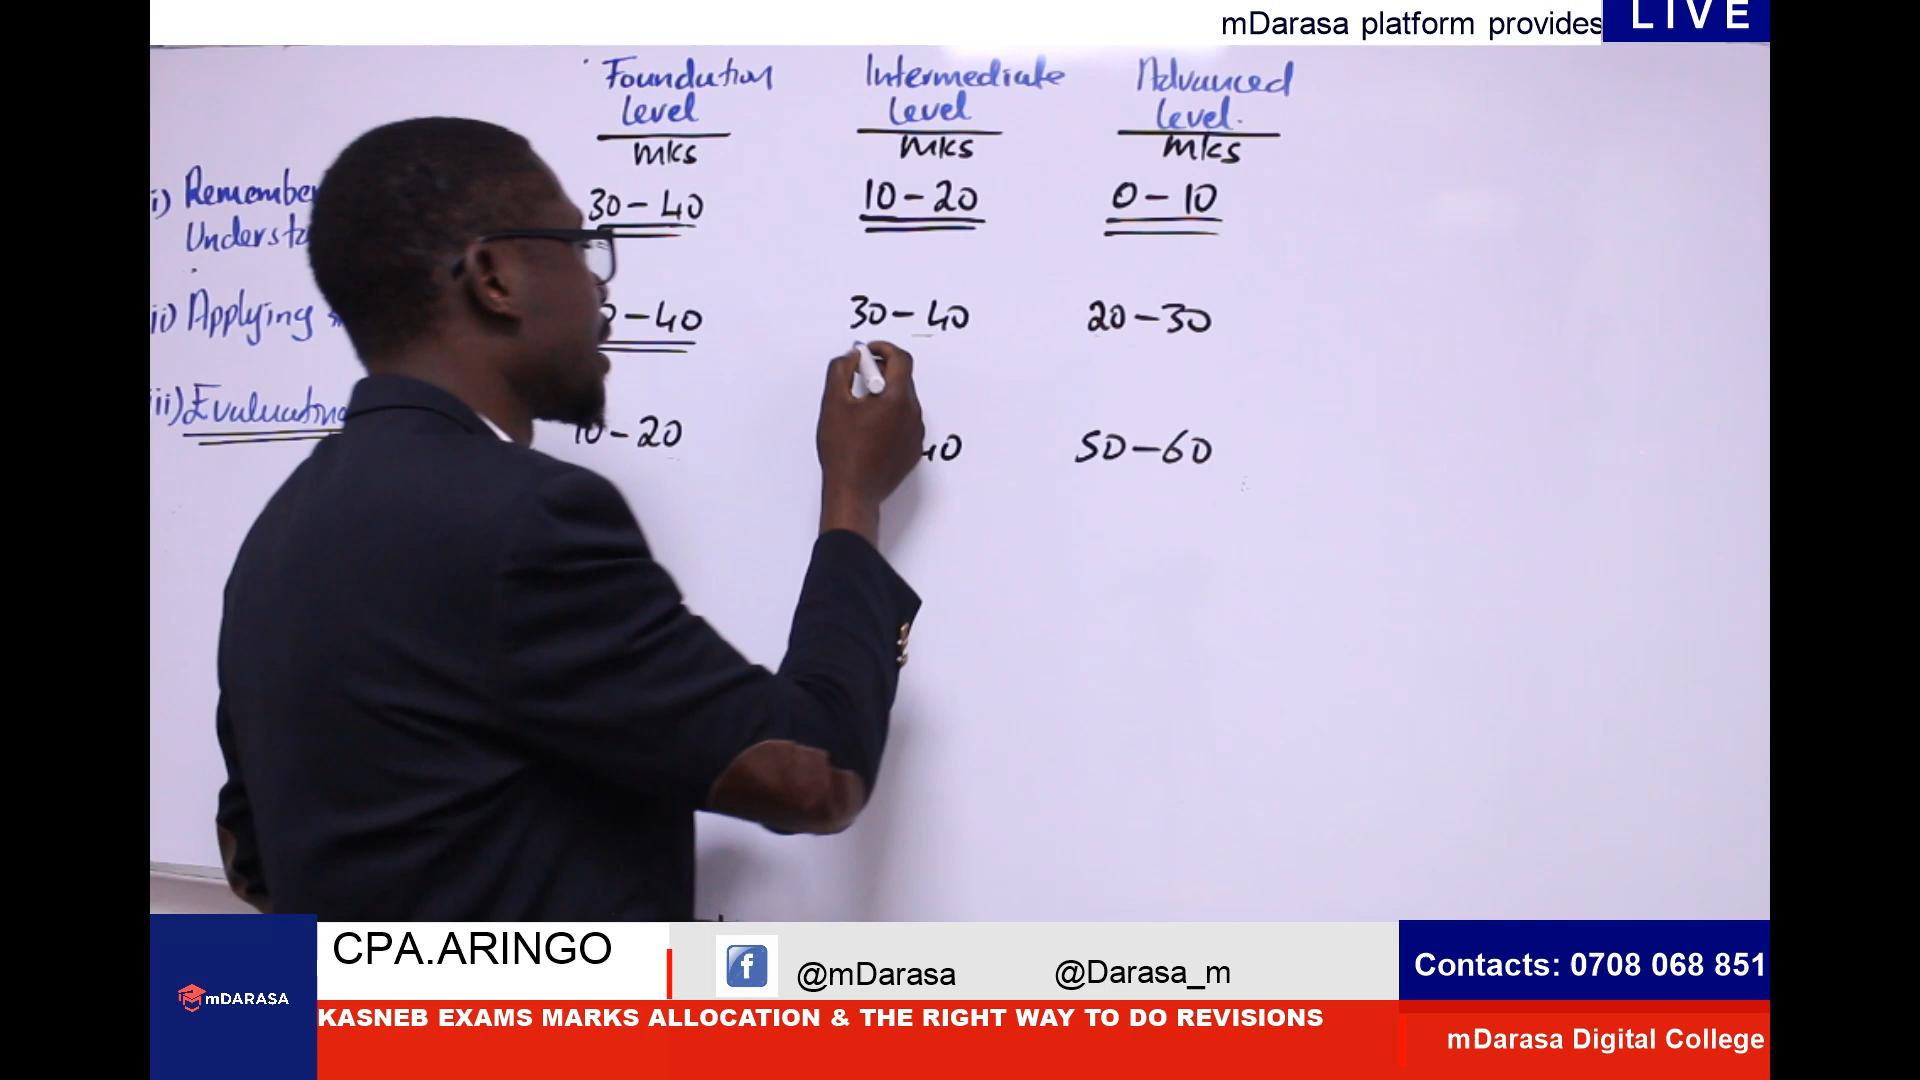 mDarasa platform provides
LIVE
Foundation Intermediate Advanced
Level Level Level.
mks mks mks
i) Remember 30-40 10-20 0-10
Understa
ii) Applying -40 30-40 20-30
iii) Evaluating 10-20 40 50-60
CPA.ARINGO
f @mDarasa @Darasa_m
Contacts: 0708 068 851
mDARASA
KASNEB EXAMS MARKS ALLOCATION & THE RIGHT WAY TO DO REVISIONS
mDarasa Digital College